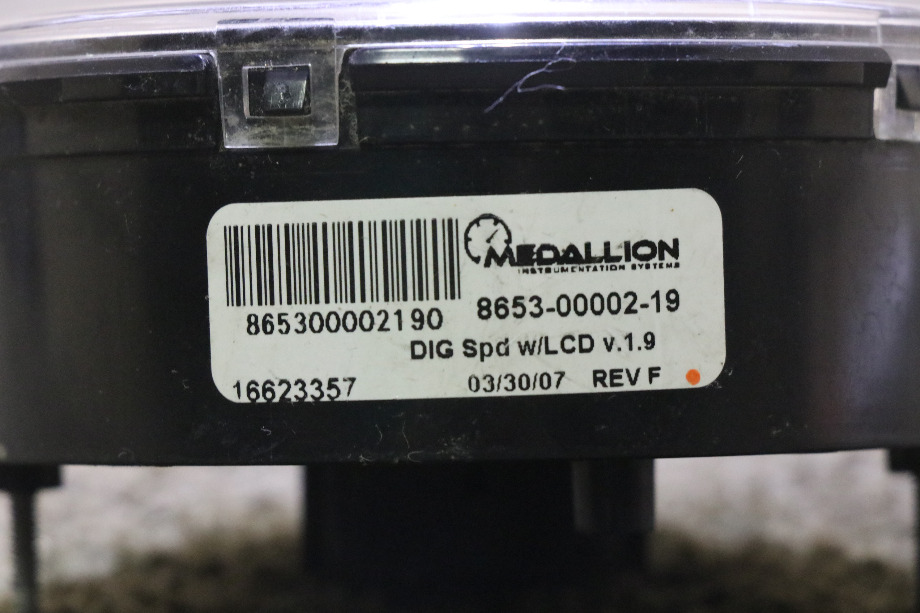 MEDALLION
INSTRUMENTATION SYSTEMS
865300002190 8653-00002-19
DIG Spd w/LCD v.1.9
16623357 03/30/07 REV F